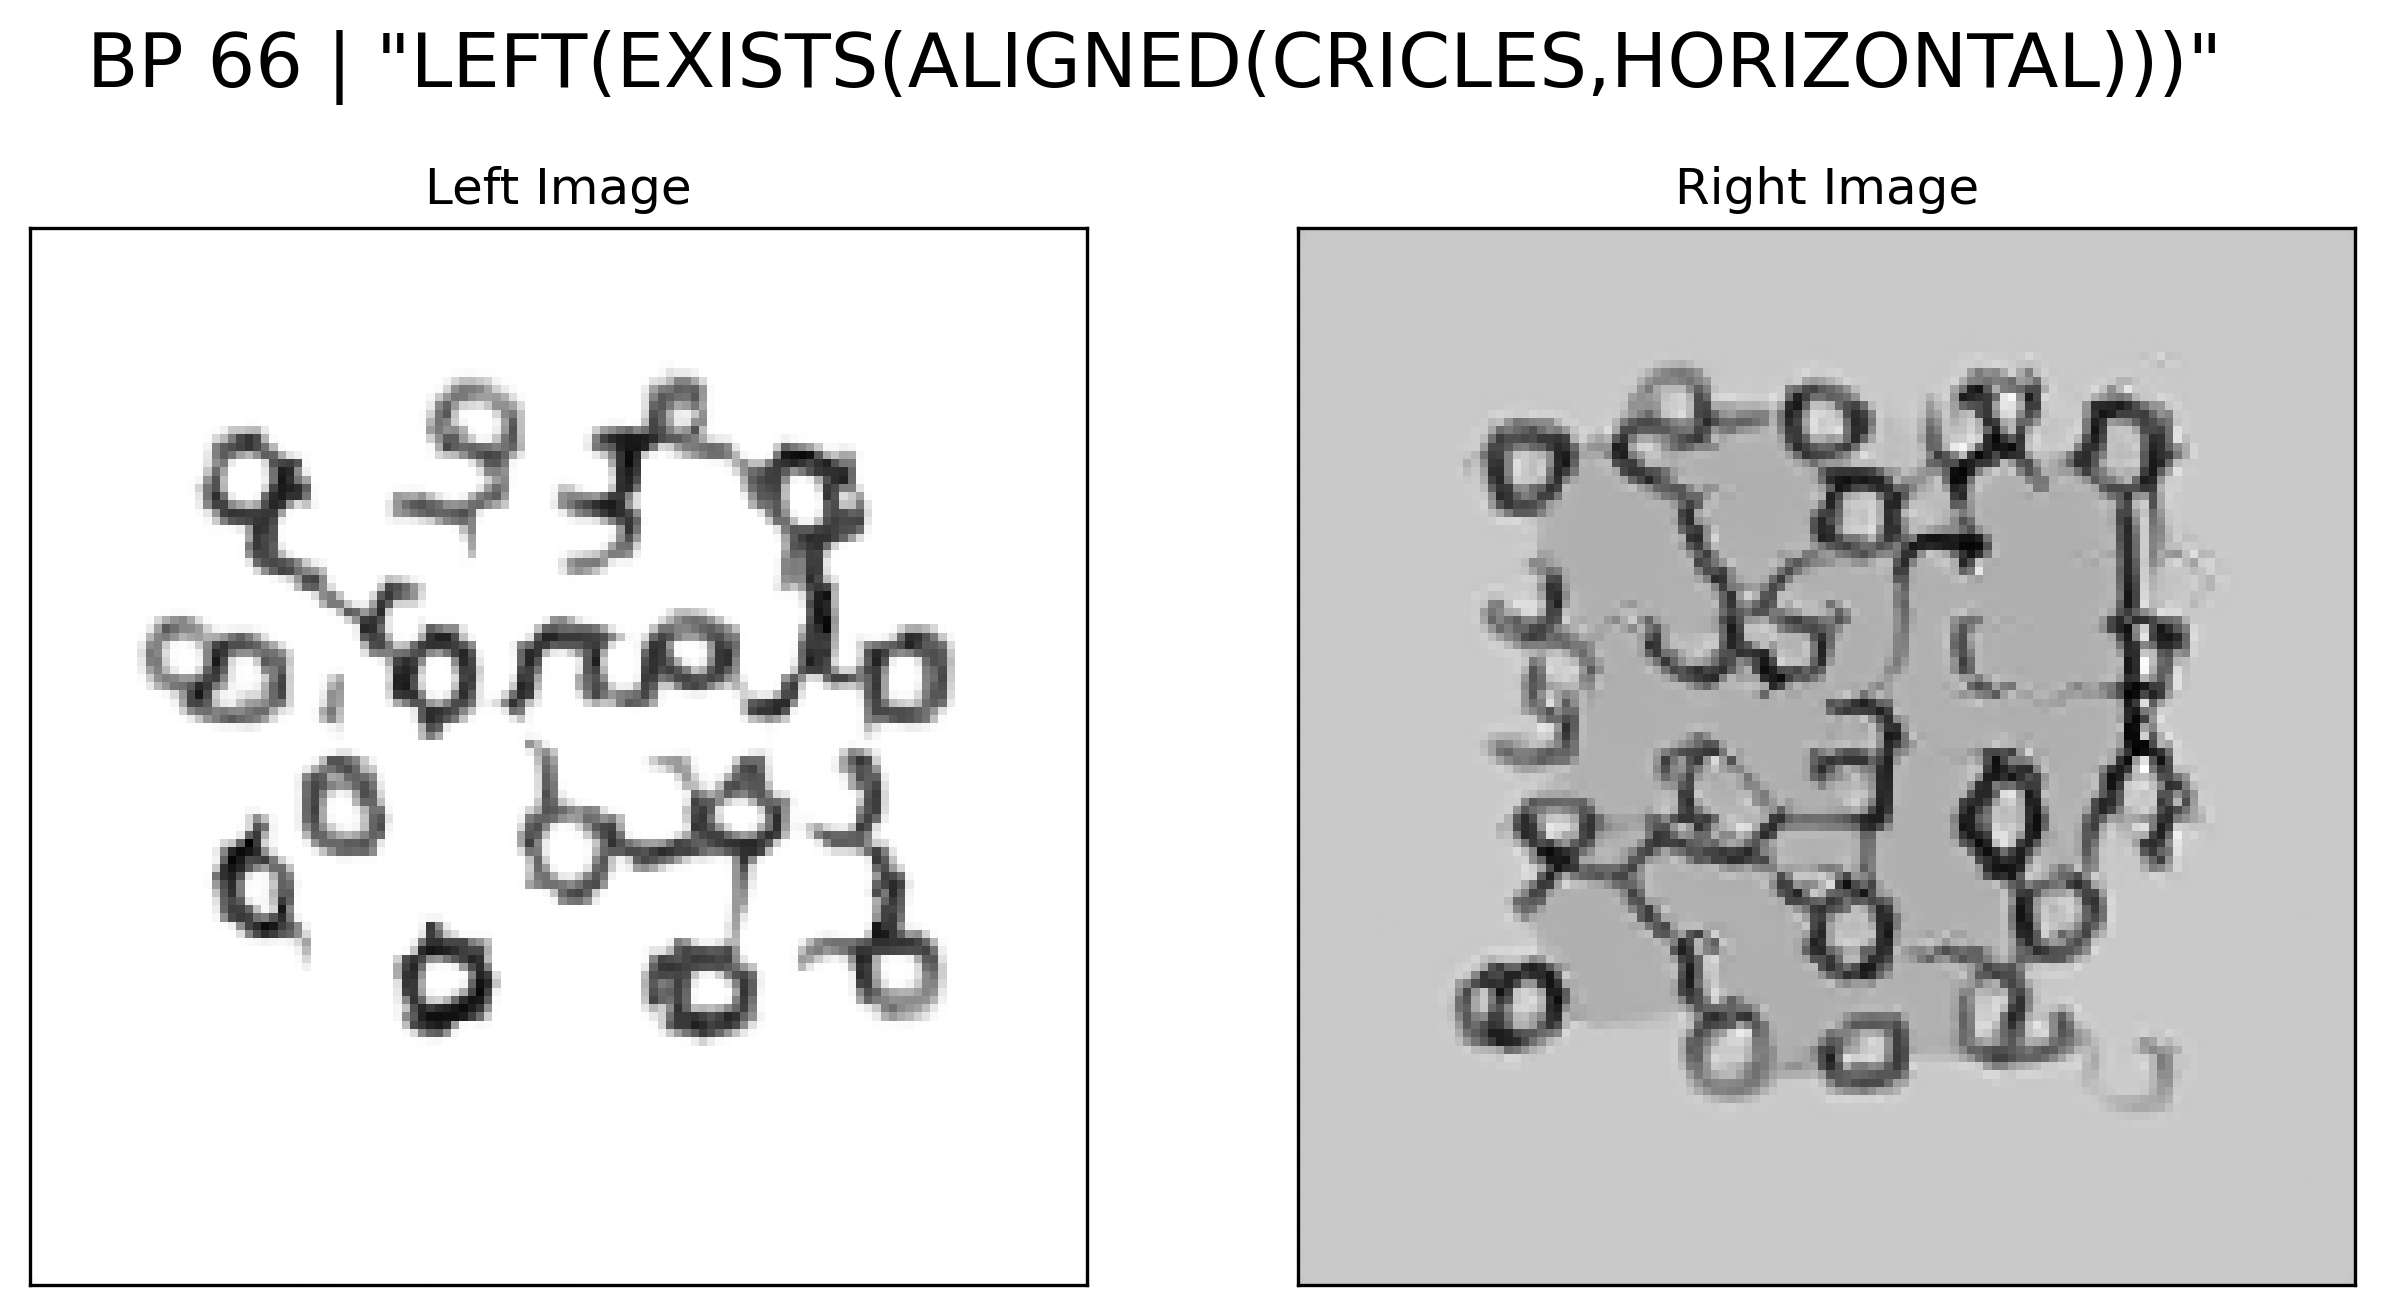 BP 66 | "LEFT(EXISTS(ALIGNED(CRICLES,HORIZONTAL)))"
Left Image
Right Image